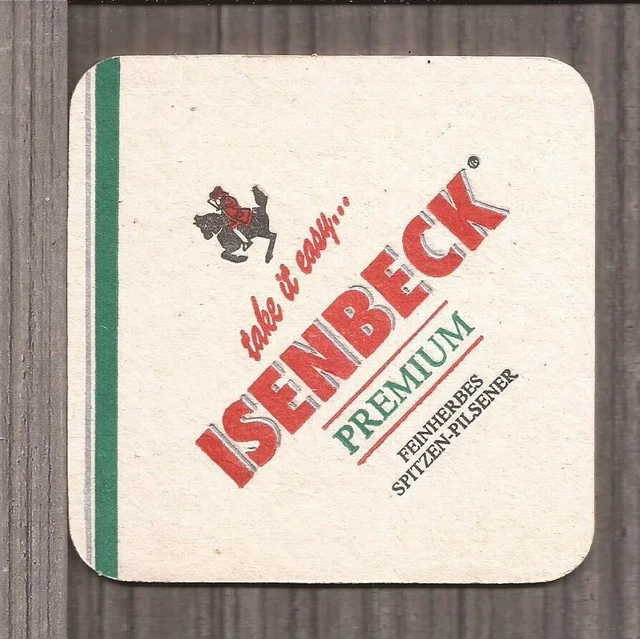 take it easy...
ISENBECK®
PREMIUM
FEINHERBES
SPITZEN-PILSENER